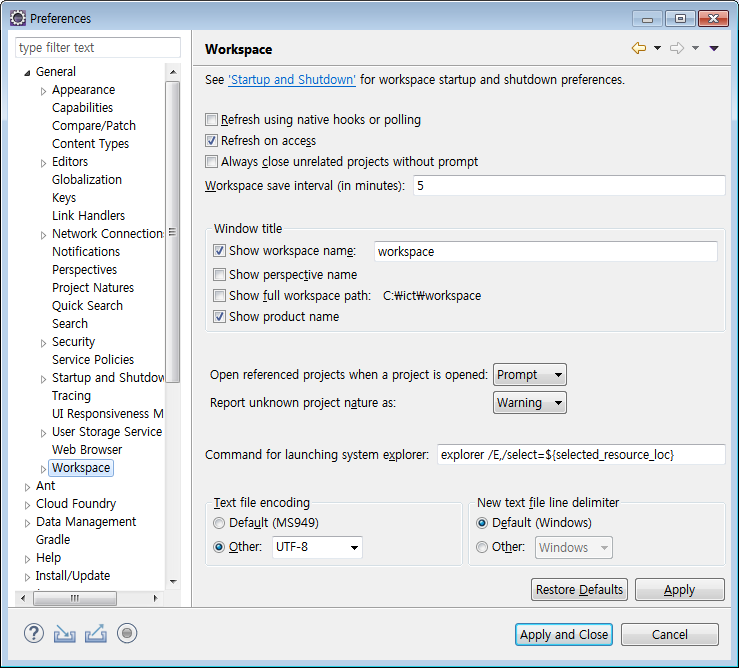 Preferences
type filter text
General
Appearance
Capabilities
Compare/Patch
Content Types
Editors
Globalization
Keys
Link Handlers
Network Connection
Notifications
Perspectives
Project Natures
Quick Search
Search
Security
Service Policies
Startup and Shutdow
Tracing
UI Responsiveness M
User Storage Service
Web Browser
Workspace
Ant
Cloud Foundry
Data Management
Gradle
Help
Install/Update
Workspace
See 'Startup and Shutdown' for workspace startup and shutdown preferences.
Refresh using native hooks or polling
Refresh on access
Always close unrelated projects without prompt
Workspace save interval (in minutes): 5
Window title
Show workspace name: workspace
Show perspective name
Show full workspace path: C:₩ict₩workspace
Show product name
Open referenced projects when a project is opened: Prompt
Report unknown project nature as: Warning
Command for launching system explorer: explorer /E,/select=${selected_resource_loc}
Text file encoding
Default (MS949)
Other: UTF-8
New text file line delimiter
Default (Windows)
Other: Windows
Restore Defaults Apply
Apply and Close Cancel